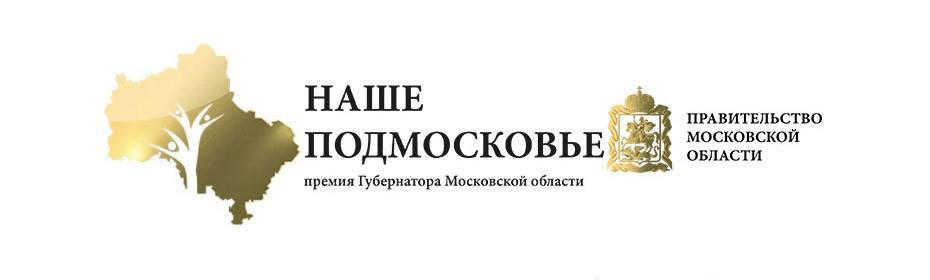 НАШЕ
ПОДМОСКОВЬЕ
премия Губернатора Московской области
ПРАВИТЕЛЬСТВО
МОСКОВСКОЙ
ОБЛАСТИ